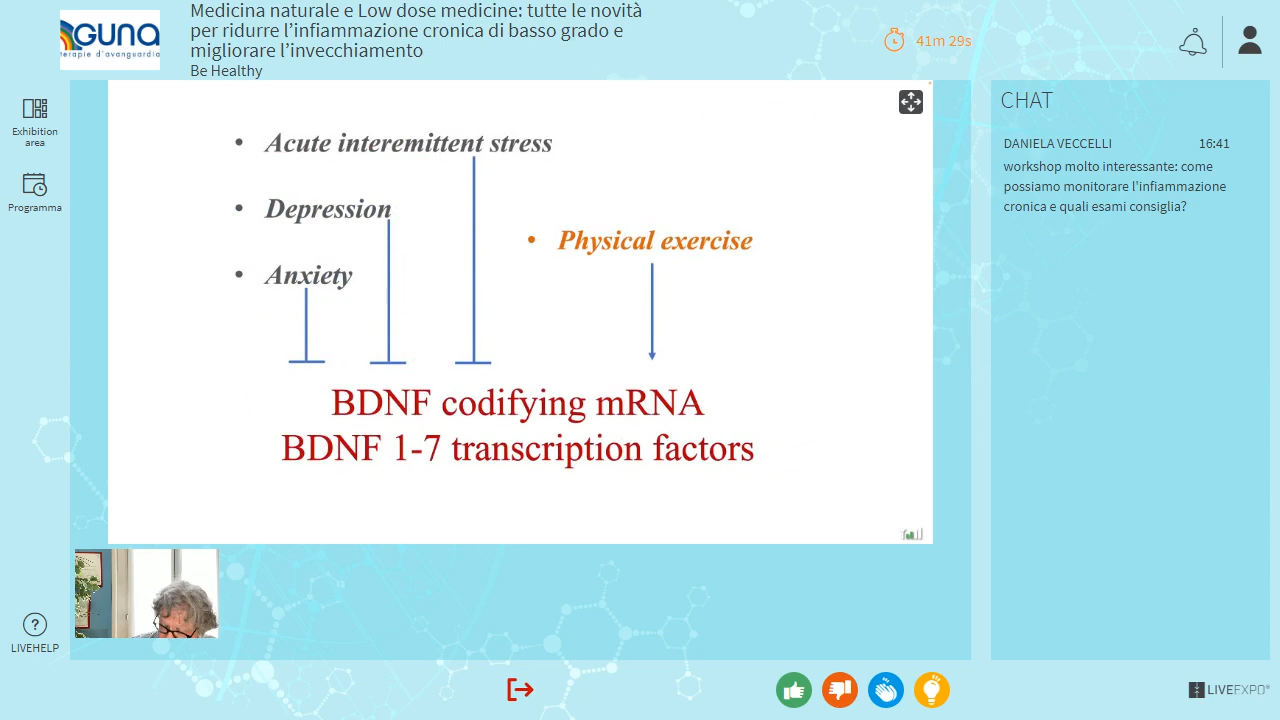 GUNA
terapie d'avanguardia
Medicina naturale e Low dose medicine: tutte le novità
per ridurre l'infiammazione cronica di basso grado e
migliorare l'invecchiamento
Be Healthy
41m 29s
Exhibition
area
Programma
LIVEHELP
• Acute interemittent stress
• Depression
• Anxiety
• Physical exercise
BDNF codifying mRNA
BDNF 1-7 transcription factors
CHAT
DANIELA VECCELLI 16:41
workshop molto interessante: come
possiamo monitorare l'infiammazione
cronica e quali esami consiglia?
LIVEEXPO